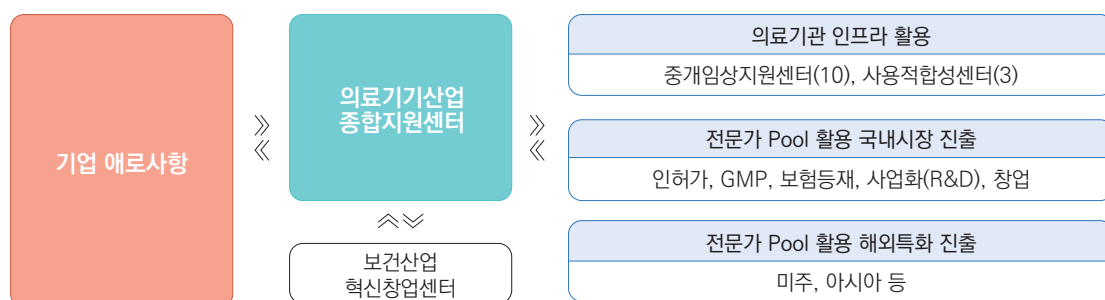 기업 애로사항
의료기기산업
종합지원센터
보건산업
혁신창업센터
의료기관 인프라 활용
중개임상지원센터(10), 사용적합성센터(3)
전문가 Pool 활용 국내시장 진출
인허가, GMP, 보험등재, 사업화(R&D), 창업
전문가 Pool 활용 해외특화 진출
미주, 아시아 등